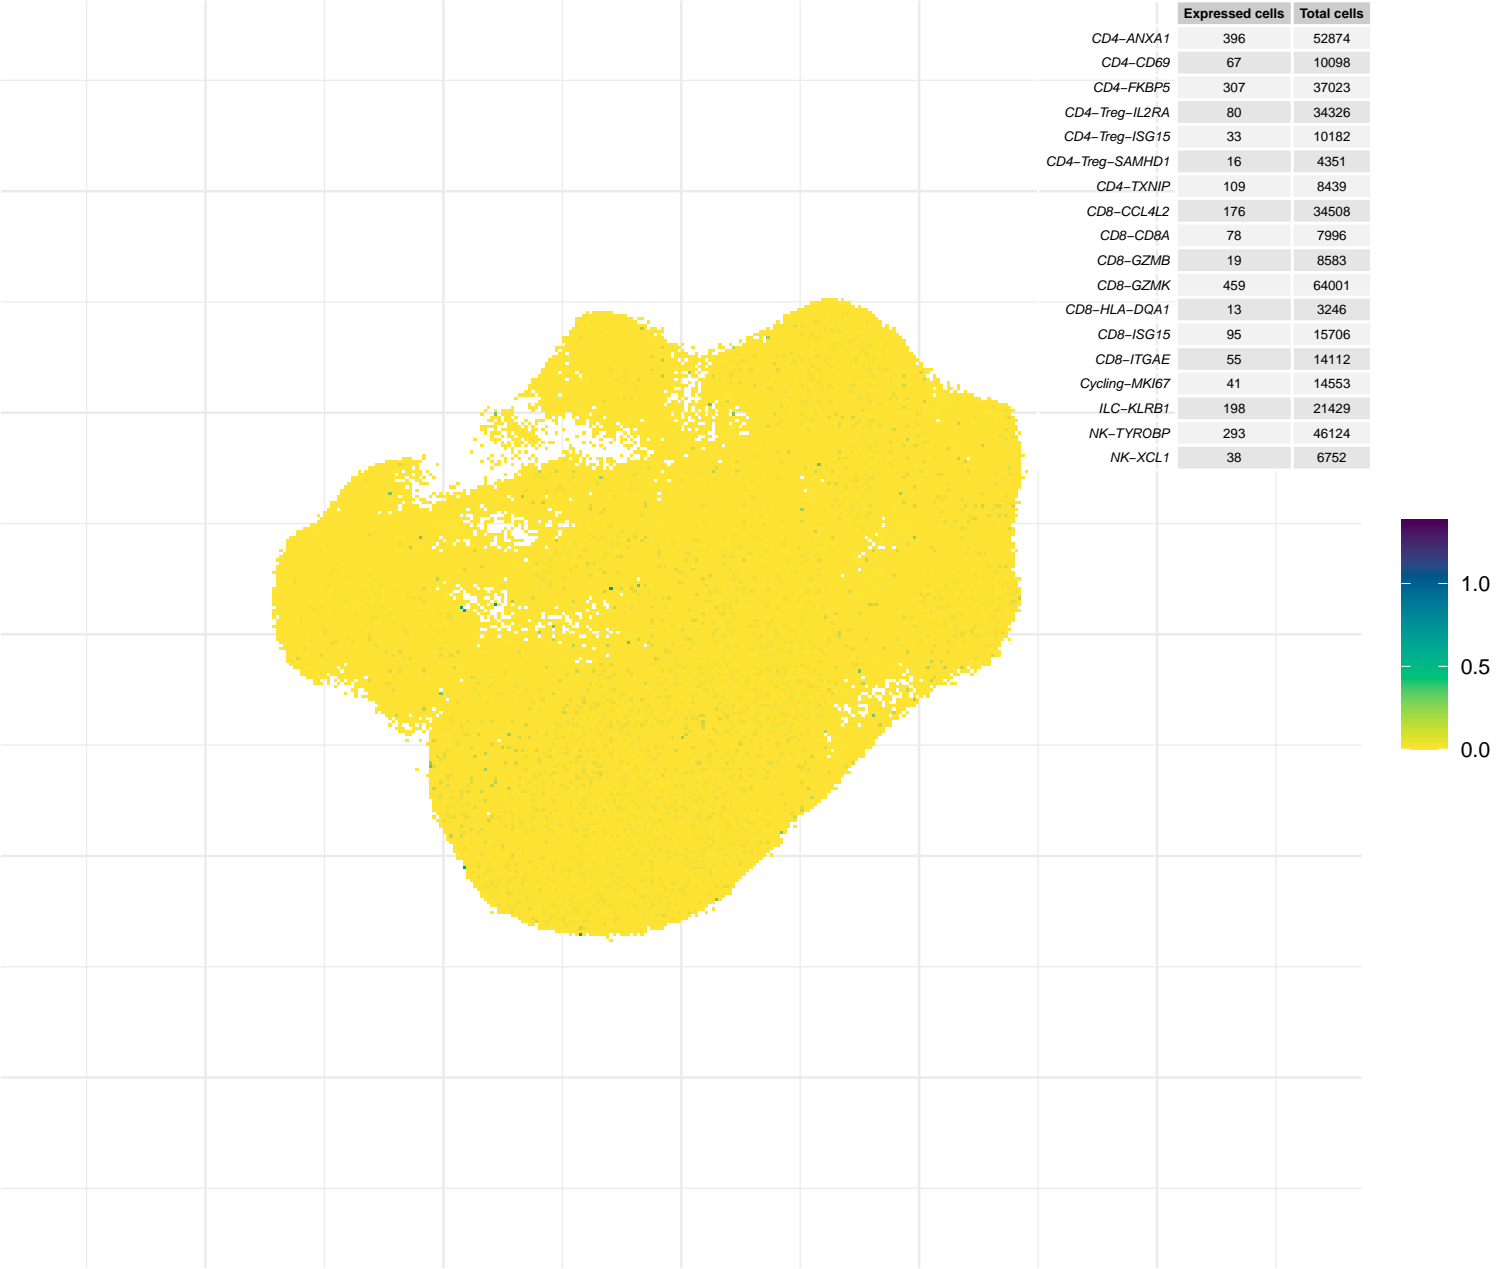 Expressed cells Total cells
CD4−ANXA1 396 52874
CD4−CD69 67 10098
CD4−FKBP5 307 37023
CD4−Treg−IL2RA 80 34326
CD4−Treg−ISG15 33 10182
CD4−Treg−SAMHD1 16 4351
CD4−TXNIP 109 8439
CD8−CCL4L2 176 34508
CD8−CD8A 78 7996
CD8−GZMB 19 8583
CD8−GZMK 459 64001
CD8−HLA−DQA1 13 3246
CD8−ISG15 95 15706
CD8−ITGAE 55 14112
Cycling−MKI67 41 14553
ILC−KLRB1 198 21429
NK−TYROBP 293 46124
NK−XCL1 38 6752
1.0
0.5
0.0